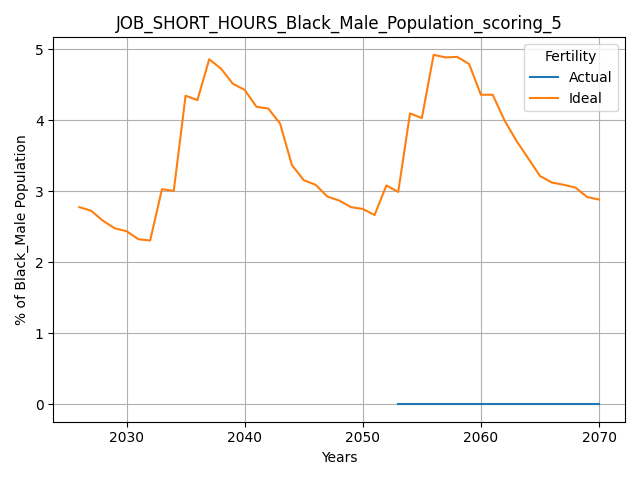 JOB_SHORT_HOURS_Black_Male_Population_scoring_5
Fertility
Actual
Ideal
% of Black_Male Population
5
4
3
2
1
0
2030 2040 2050 2060 2070
Years